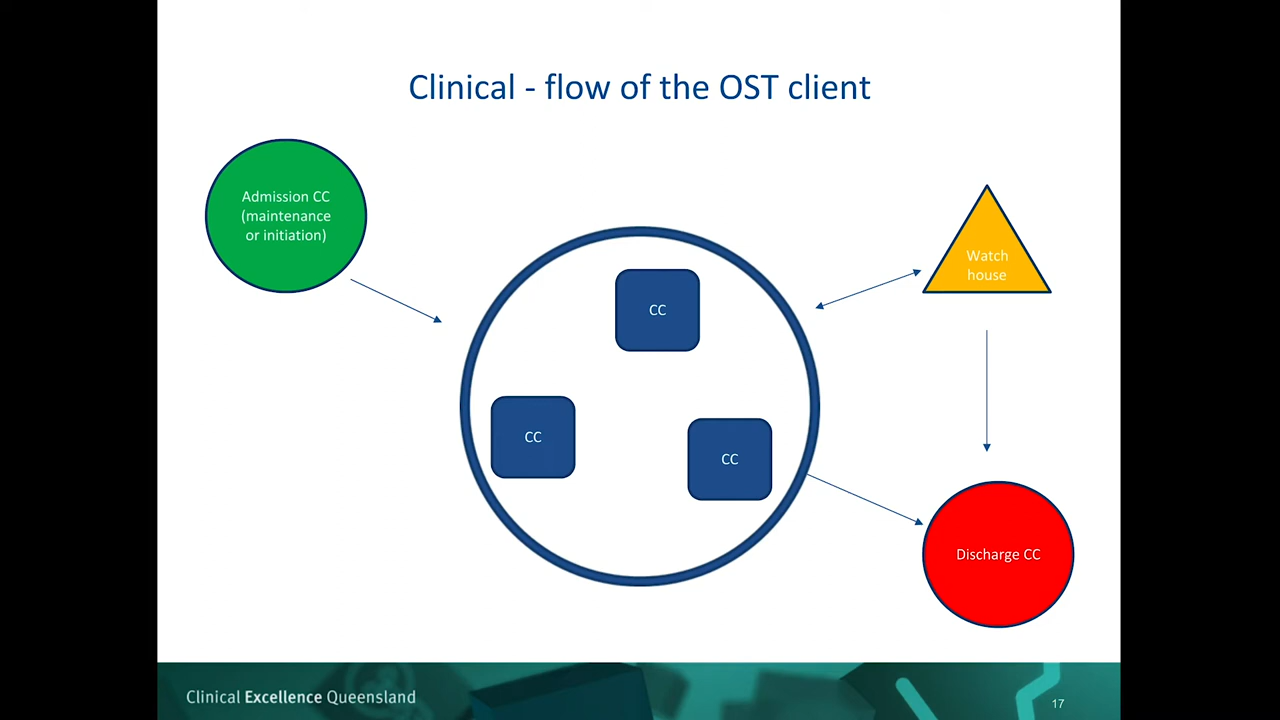 Clinical - flow of the OST client
Admission CC
(maintenance
or initiation)
Watch
house
CC
CC
CC
Discharge CC
Clinical Excellence Queensland
17